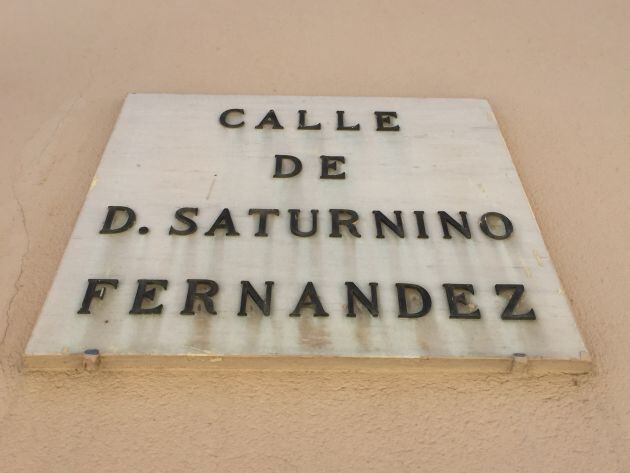 CALLE
DE
D. SATURNINO
FERNANDEZ